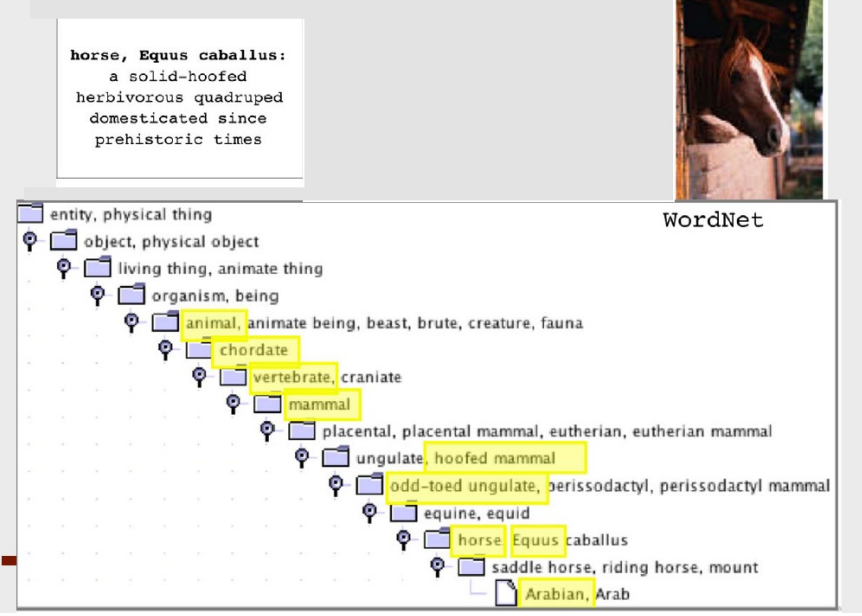 horse, Equus caballus:
a solid-hoofed
herbivorous quadruped
domesticated since
prehistoric times
WordNet
entity, physical thing
object, physical object
living thing, animate thing
organism, being
animal, animate being, beast, brute, creature, fauna
chordate
vertebrate, craniate
mammal
placental, placental mammal, eutherian, eutherian mammal
ungulate, hoofed mammal
odd-toed ungulate, perissodactyl, perissodactyl mammal
equine, equid
horse Equus caballus
saddle horse, riding horse, mount
Arabian, Arab